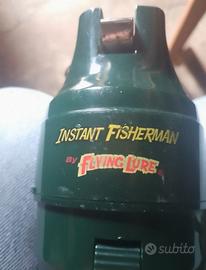 INSTANT FISHERMAN
BY FLYING LURE
subito